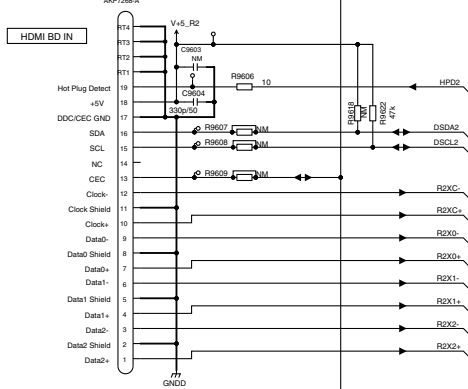 AKP7268-A
HDMI BD IN
RT4
RT3
RT2
RT1
V+5_R2
C9603
NM
C9604
330p/50
Hot Plug Detect 19 R9606 10 HPD2
+5V 18
DDC/CEC GND 17
R9618
NM
R9622
47k
SDA 16 R9607 NM DSDA2
SCL 15 R9608 NM DSCL2
NC 14
CEC 13 R9609 NM
Clock- 12 R2XC-
Clock Shield 11
Clock+ 10 R2XC+
Data0- 9 R2X0-
Data0 Shield 8
Data0+ 7 R2X0+
Data1- 6 R2X1-
Data1 Shield 5
Data1+ 4 R2X1+
Data2- 3 R2X2-
Data2 Shield 2
Data2+ 1 R2X2+
GNDD